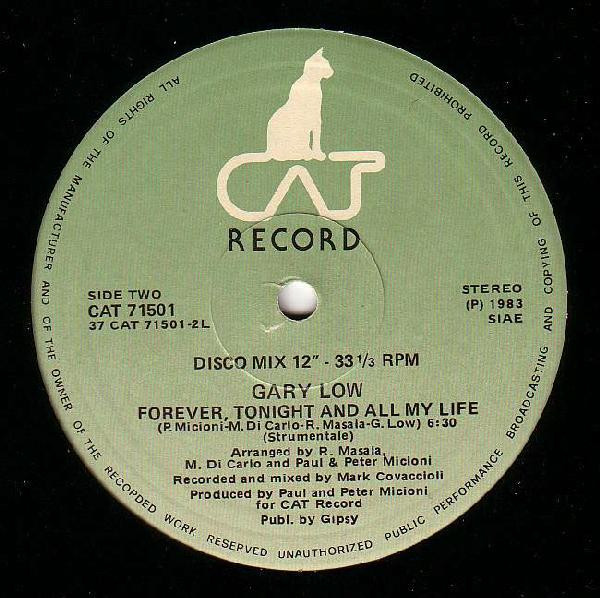 CAT
RECORD
SIDE TWO
CAT 71501
37 CAT 71501-2L
STEREO
(P) 1983
SIAE
DISCO MIX 12" - 33 1/3 RPM
GARY LOW
FOREVER, TONIGHT AND ALL MY LIFE
(P. Micioni-M. Di Carlo-R. Masala-G. Low) 6:30
(Strumentale)
Arranged by R. Masala,
M. Di Carlo and Paul & Peter Micioni
Recorded and mixed by Mark Covaccioli
Produced by Paul and Peter Micioni
for CAT Record
Publ. by Gipsy
ALL RIGHTS OF THE MANUFACTURER AND OF THE OWNER OF THE RECORDED WORK RESERVED UNAUTHORIZED PUBLIC PERFORMANCE BROADCASTING AND COPYING OF THIS RECORD PROHIBITED